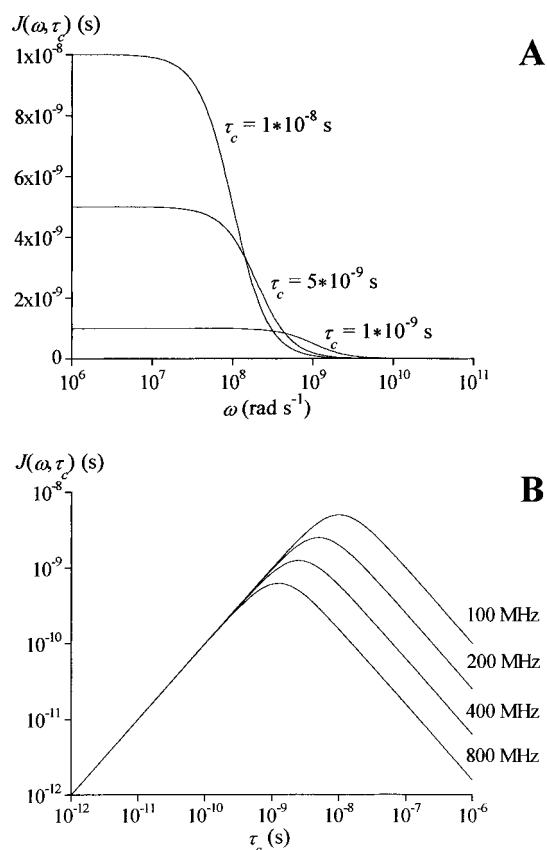 J(ω,τc) (s)
A
1x10⁻⁸
8x10⁻⁹
6x10⁻⁹
4x10⁻⁹
2x10⁻⁹
0
τc = 1*10⁻⁸ s
τc = 5*10⁻⁹ s
τc = 1*10⁻⁹ s
10⁶ 10⁷ 10⁸ 10⁹ 10¹⁰ 10¹¹
ω (rad s⁻¹)
J(ω,τc) (s)
B
10⁻⁸
10⁻⁹
10⁻¹⁰
10⁻¹¹
10⁻¹²
100 MHz
200 MHz
400 MHz
800 MHz
10⁻¹² 10⁻¹¹ 10⁻¹⁰ 10⁻⁹ 10⁻⁸ 10⁻⁷ 10⁻⁶
τc (s)